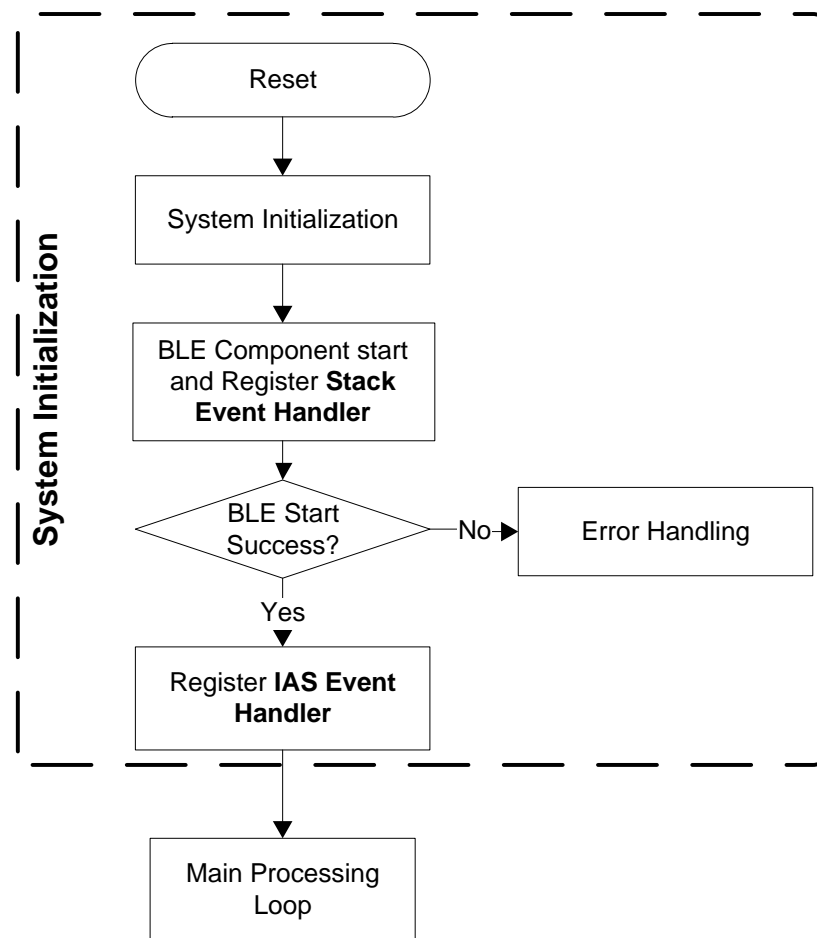 Reset
System Initialization
System Initialization
BLE Component start
and Register Stack
Event Handler
BLE Start
Success?
No
Error Handling
Yes
Register IAS Event
Handler
Main Processing
Loop